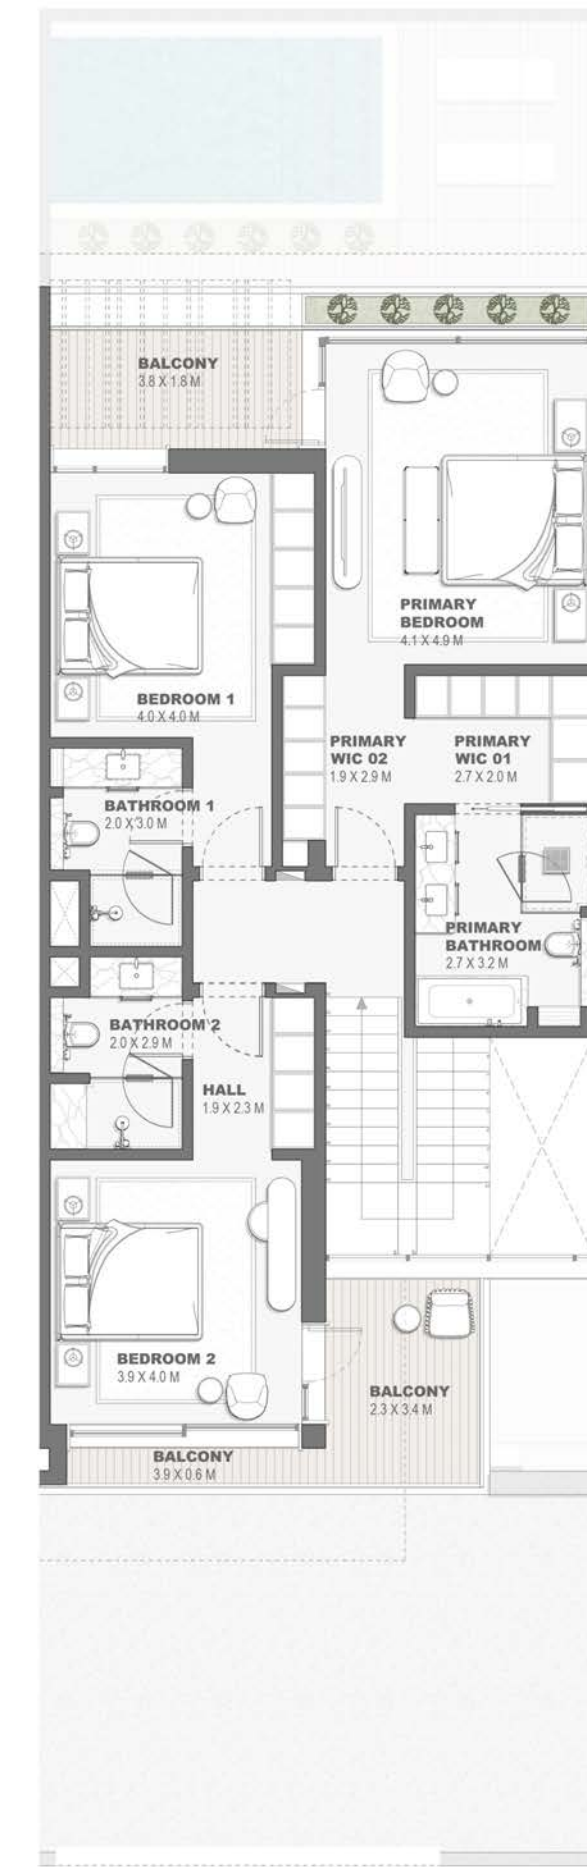 BALCONY
3.8 X 1.8 M
PRIMARY
BEDROOM
4.1 X 4.9 M
BEDROOM 1
4.0 X 4.0 M
PRIMARY
WIC 02
1.9 X 2.9 M
PRIMARY
WIC 01
2.7 X 2.0 M
BATHROOM 1
2.0 X 3.0 M
PRIMARY
BATHROOM
2.7 X 3.2 M
BATHROOM 2
2.0 X 2.9 M
HALL
1.9 X 2.3 M
BEDROOM 2
3.9 X 4.0 M
BALCONY
2.3 X 3.4 M
BALCONY
3.9 X 0.6 M